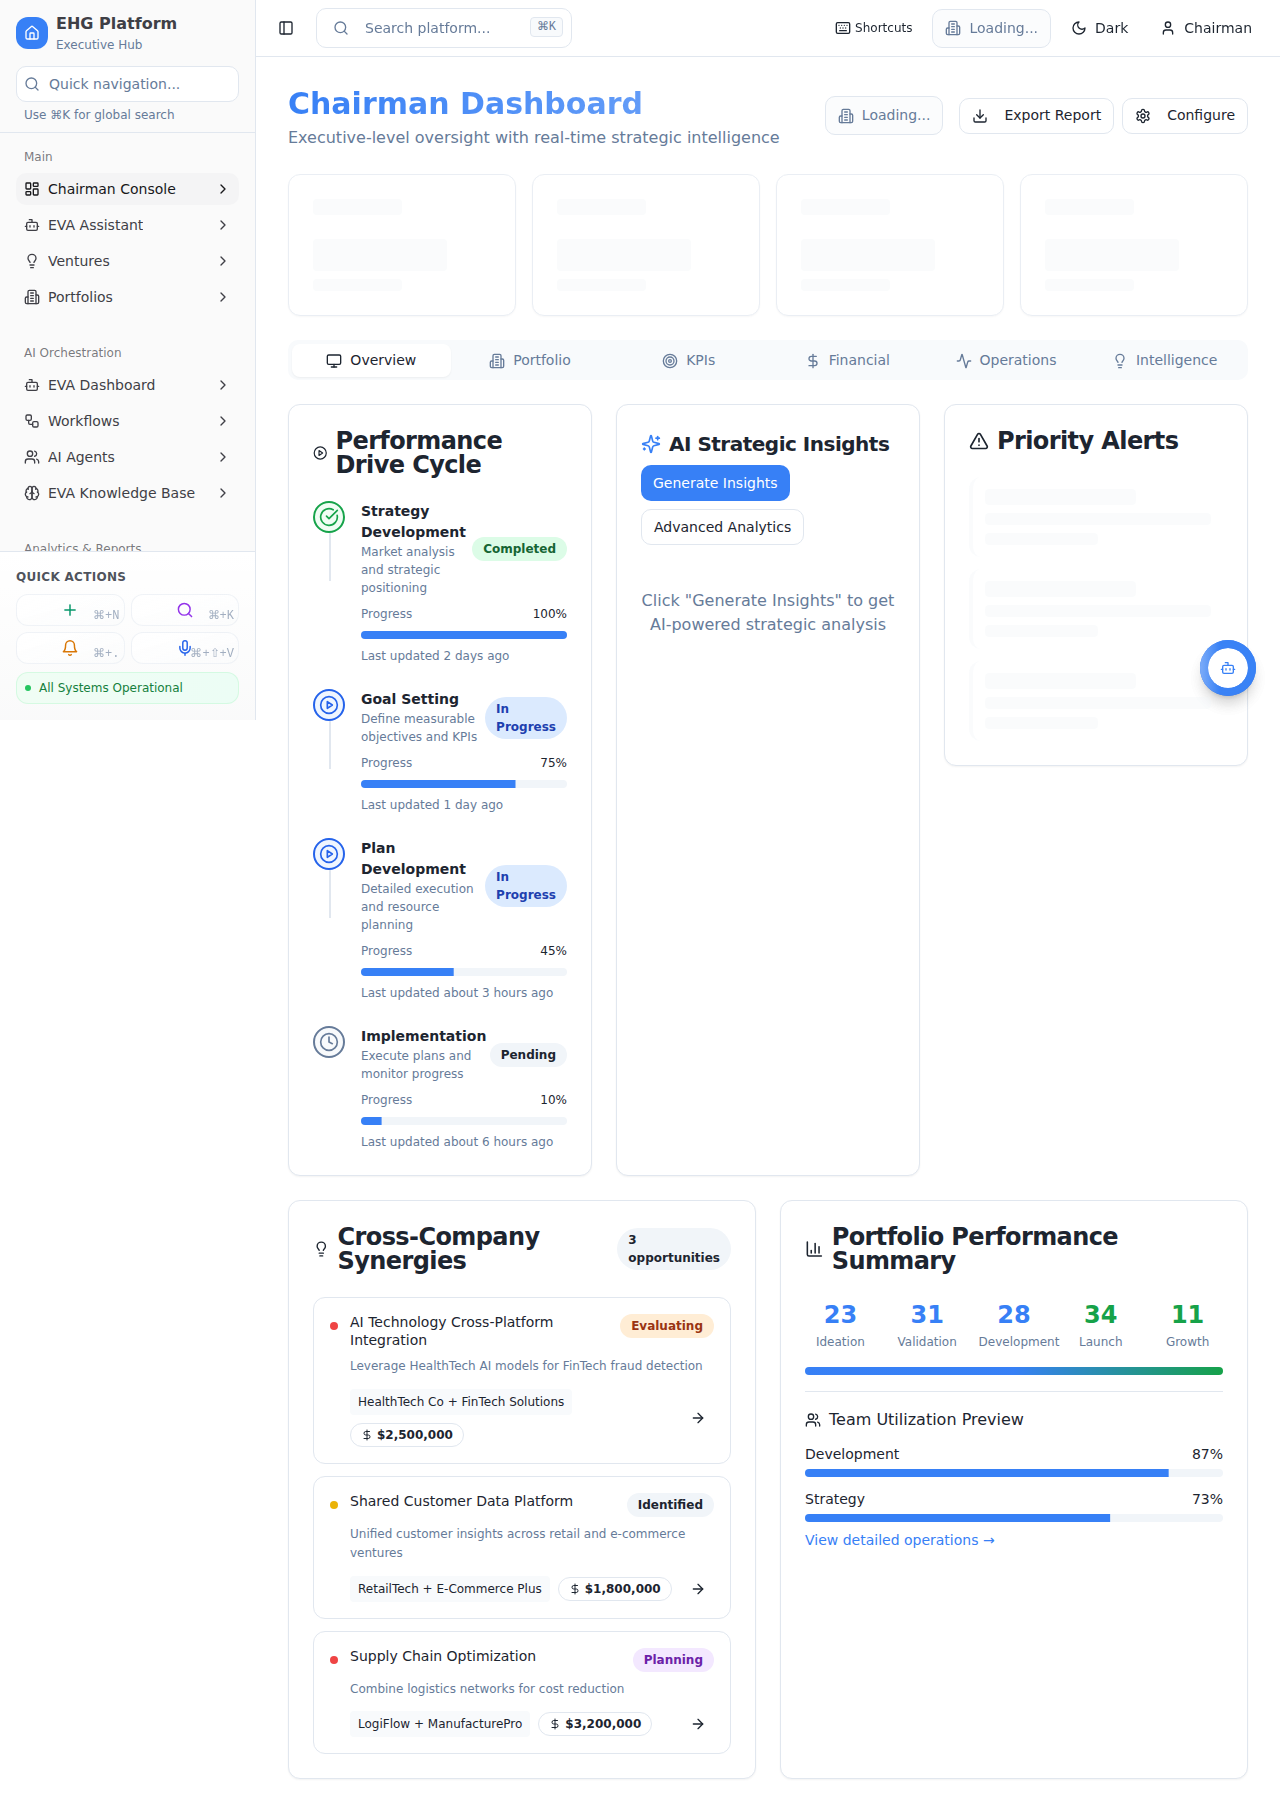 EHG Platform
Executive Hub
Quick navigation...
Use ⌘K for global search
Main
Chairman Console
EVA Assistant
Ventures
Portfolios
AI Orchestration
EVA Dashboard
Workflows
AI Agents
EVA Knowledge Base
Analytics & Reports
QUICK ACTIONS
⌘+N
⌘+K
⌘+.
⌘+⇧+V
All Systems Operational
Search platform...
⌘K
Shortcuts
Loading...
Dark
Chairman
Chairman Dashboard
Executive-level oversight with real-time strategic intelligence
Loading...
Export Report
Configure
Overview
Portfolio
KPIs
Financial
Operations
Intelligence
Performance
Drive Cycle
Strategy
Development
Market analysis
and strategic
positioning
Completed
Progress 100%
Last updated 2 days ago
Goal Setting
Define measurable
objectives and KPIs
In
Progress
Progress 75%
Last updated 1 day ago
Plan
Development
Detailed execution
and resource
planning
In
Progress
Progress 45%
Last updated about 3 hours ago
Implementation
Execute plans and
monitor progress
Pending
Progress 10%
Last updated about 6 hours ago
AI Strategic Insights
Generate Insights
Advanced Analytics
Click "Generate Insights" to get
AI-powered strategic analysis
Priority Alerts
Cross-Company
Synergies
3
opportunities
AI Technology Cross-Platform
Integration
Evaluating
Leverage HealthTech AI models for FinTech fraud detection
HealthTech Co + FinTech Solutions
$2,500,000
Shared Customer Data Platform
Identified
Unified customer insights across retail and e-commerce
ventures
RetailTech + E-Commerce Plus
$1,800,000
Supply Chain Optimization
Planning
Combine logistics networks for cost reduction
LogiFlow + ManufacturePro
$3,200,000
Portfolio Performance
Summary
23 31 28 34 11
Ideation Validation Development Launch Growth
Team Utilization Preview
Development 87%
Strategy 73%
View detailed operations →